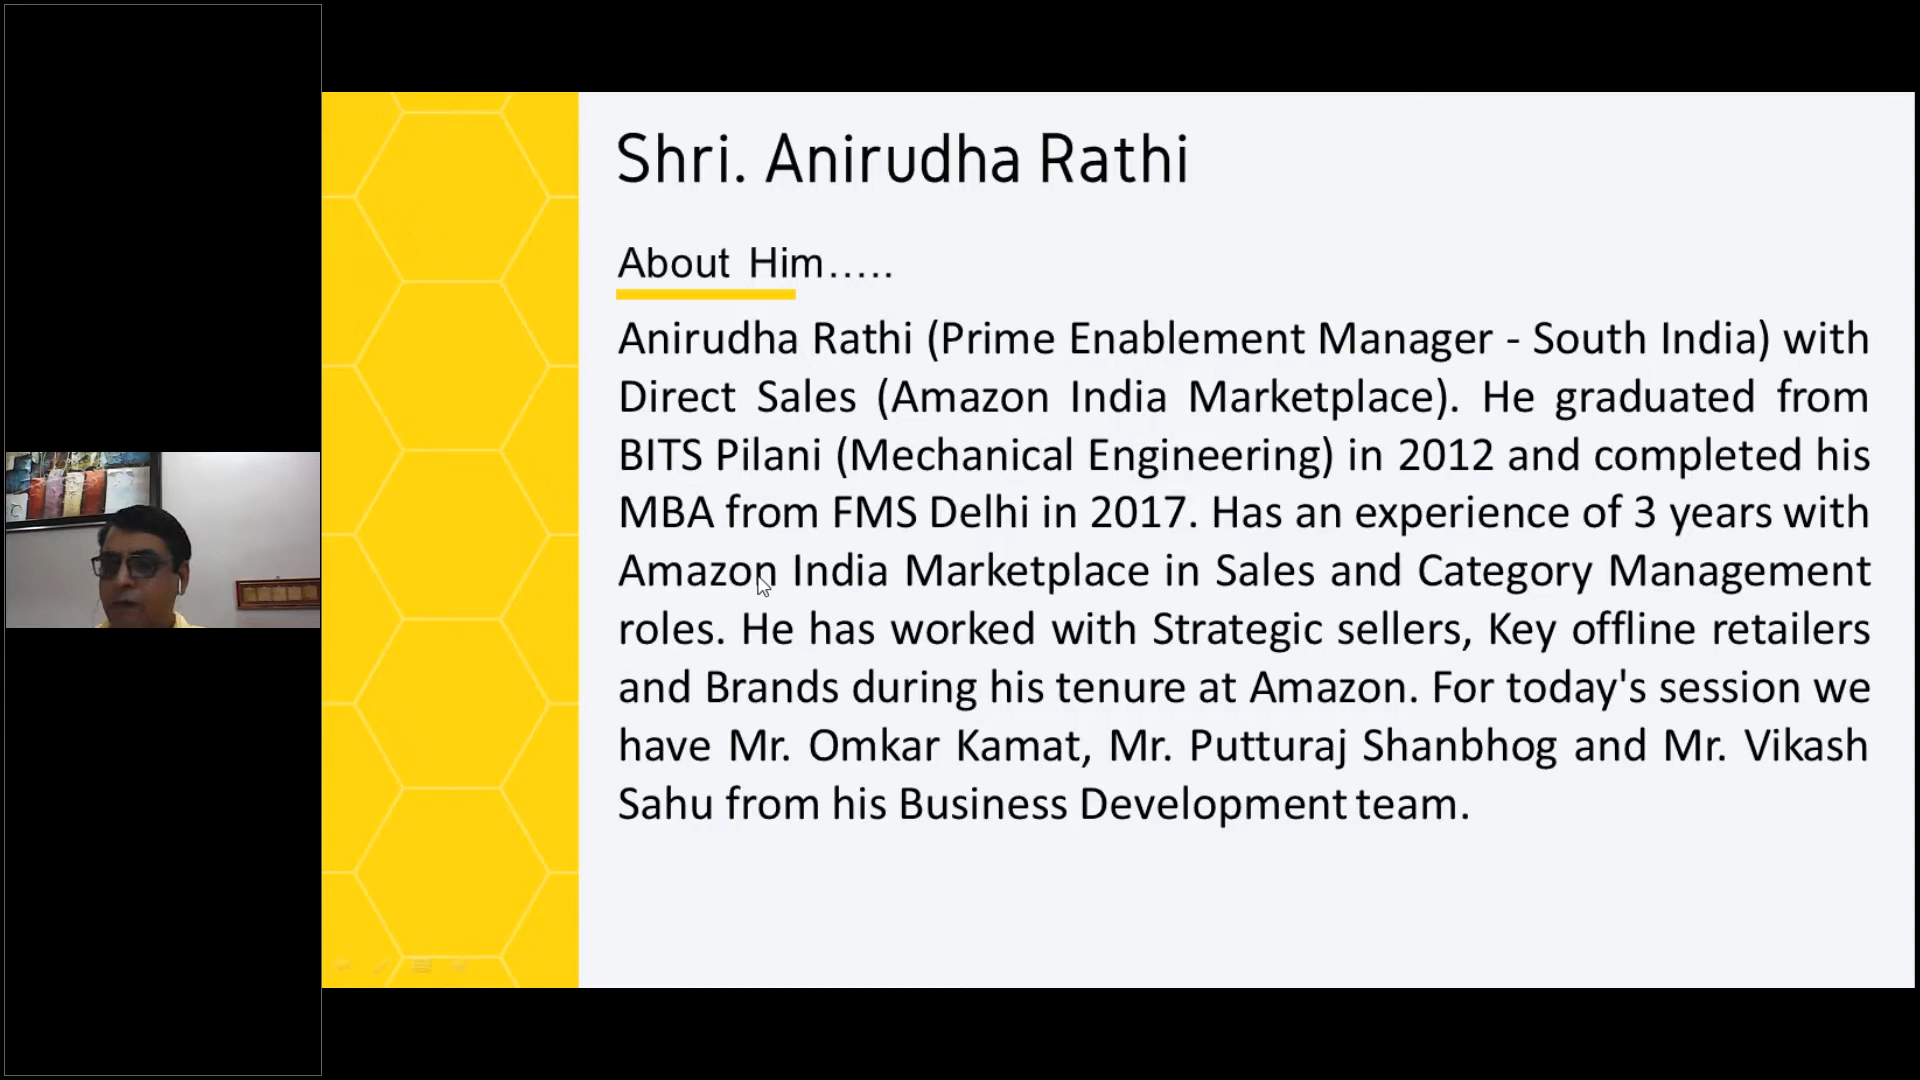 Shri. Anirudha Rathi
About Him.....
Anirudha Rathi (Prime Enablement Manager - South India) with
Direct Sales (Amazon India Marketplace). He graduated from
BITS Pilani (Mechanical Engineering) in 2012 and completed his
MBA from FMS Delhi in 2017. Has an experience of 3 years with
Amazon India Marketplace in Sales and Category Management
roles. He has worked with Strategic sellers, Key offline retailers
and Brands during his tenure at Amazon. For today's session we
have Mr. Omkar Kamat, Mr. Putturaj Shanbhog and Mr. Vikash
Sahu from his Business Development team.